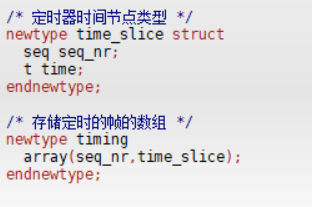 /* 定时器时间节点类型 */
newtype time_slice struct
seq seq_nr;
t time;
endnewtype;
/* 存储定时的帧的数组 */
newtype timing
array(seq_nr,time_slice);
endnewtype;